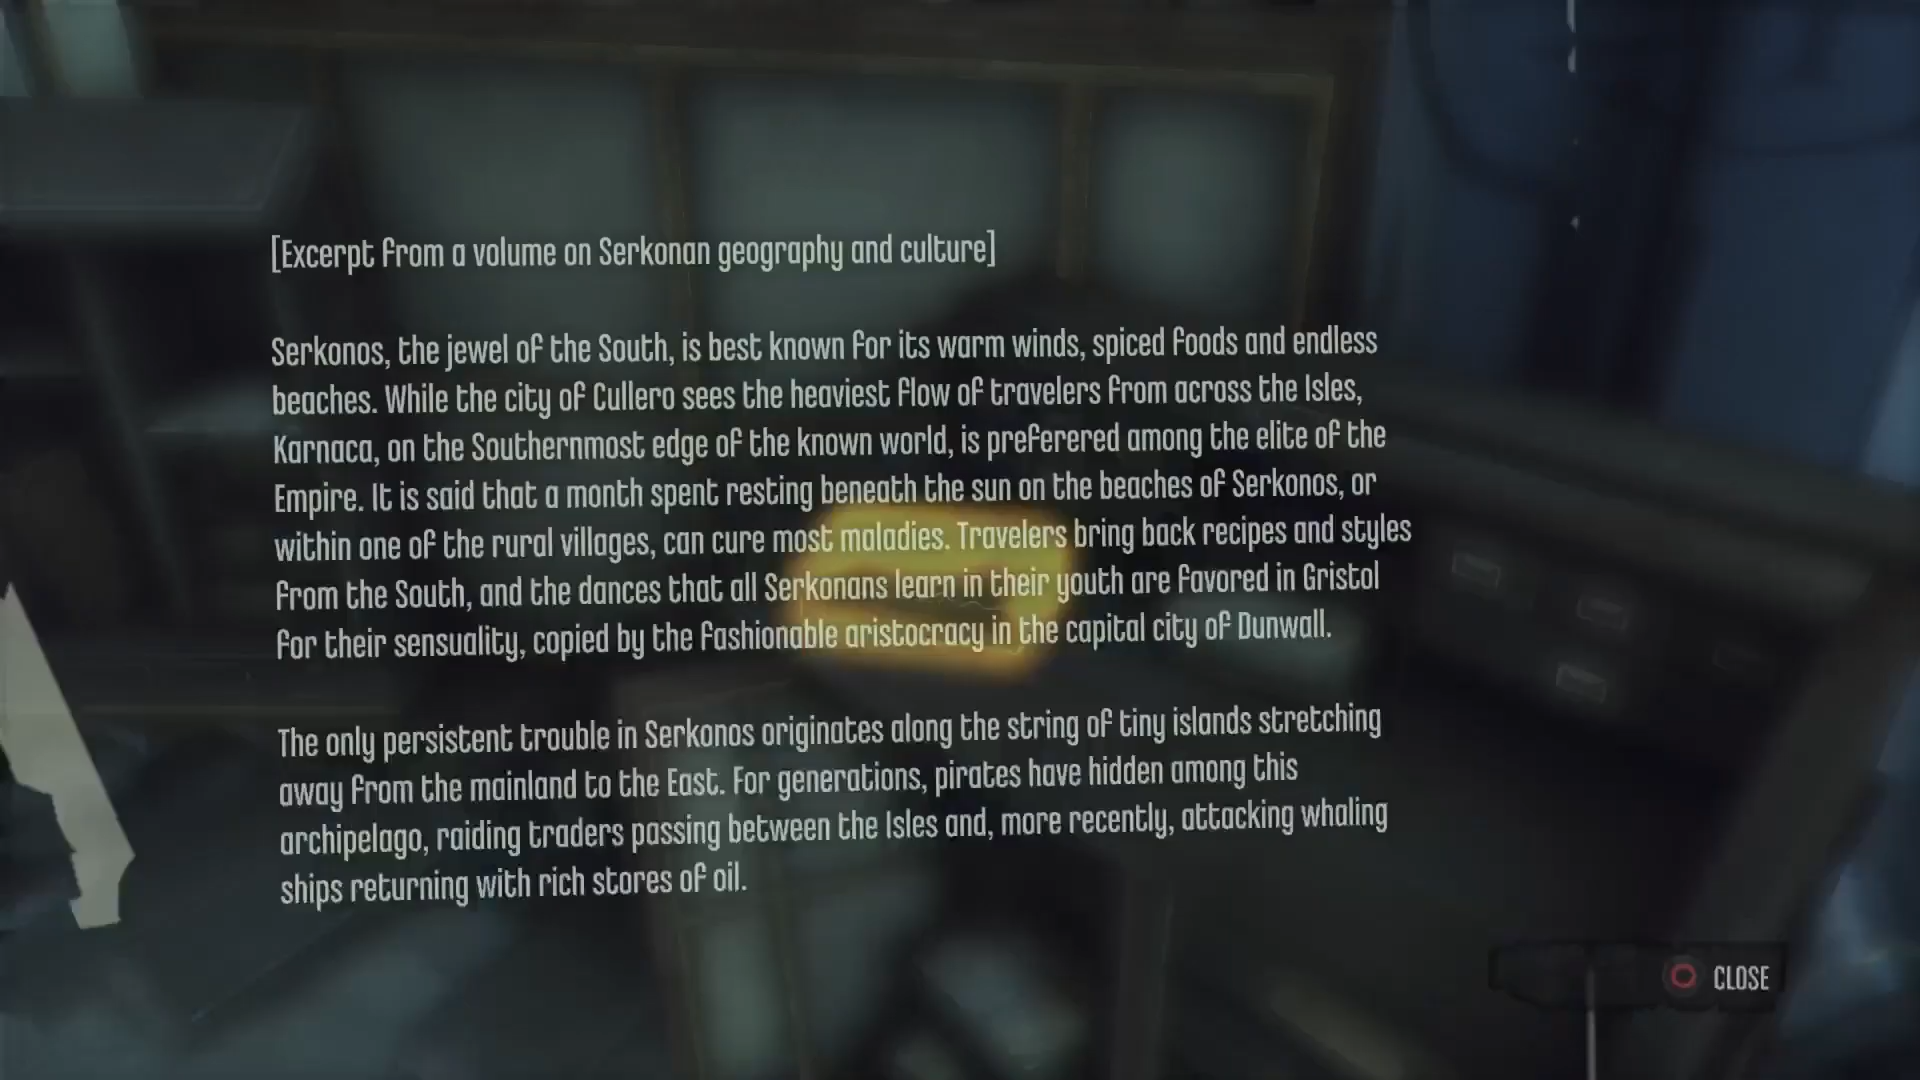 [Excerpt from a volume on Serkonan geography and culture]
Serkonos, the jewel of the South, is best known for its warm winds, spiced foods and endless
beaches. While the city of Cullero sees the heaviest flow of travelers from across the Isles,
Karnaca, on the Southernmost edge of the known world, is preferered among the elite of the
Empire. It is said that a month spent resting beneath the sun on the beaches of Serkonos, or
within one of the rural villages, can cure most maladies. Travelers bring back recipes and styles
from the South, and the dances that all Serkonans learn in their youth are favored in Gristol
for their sensuality, copied by the fashionable aristocracy in the capital city of Dunwall.
The only persistent trouble in Serkonos originates along the string of tiny islands stretching
away from the mainland to the East. For generations, pirates have hidden among this
archipelago, raiding traders passing between the Isles and, more recently, attacking whaling
ships returning with rich stores of oil.
CLOSE